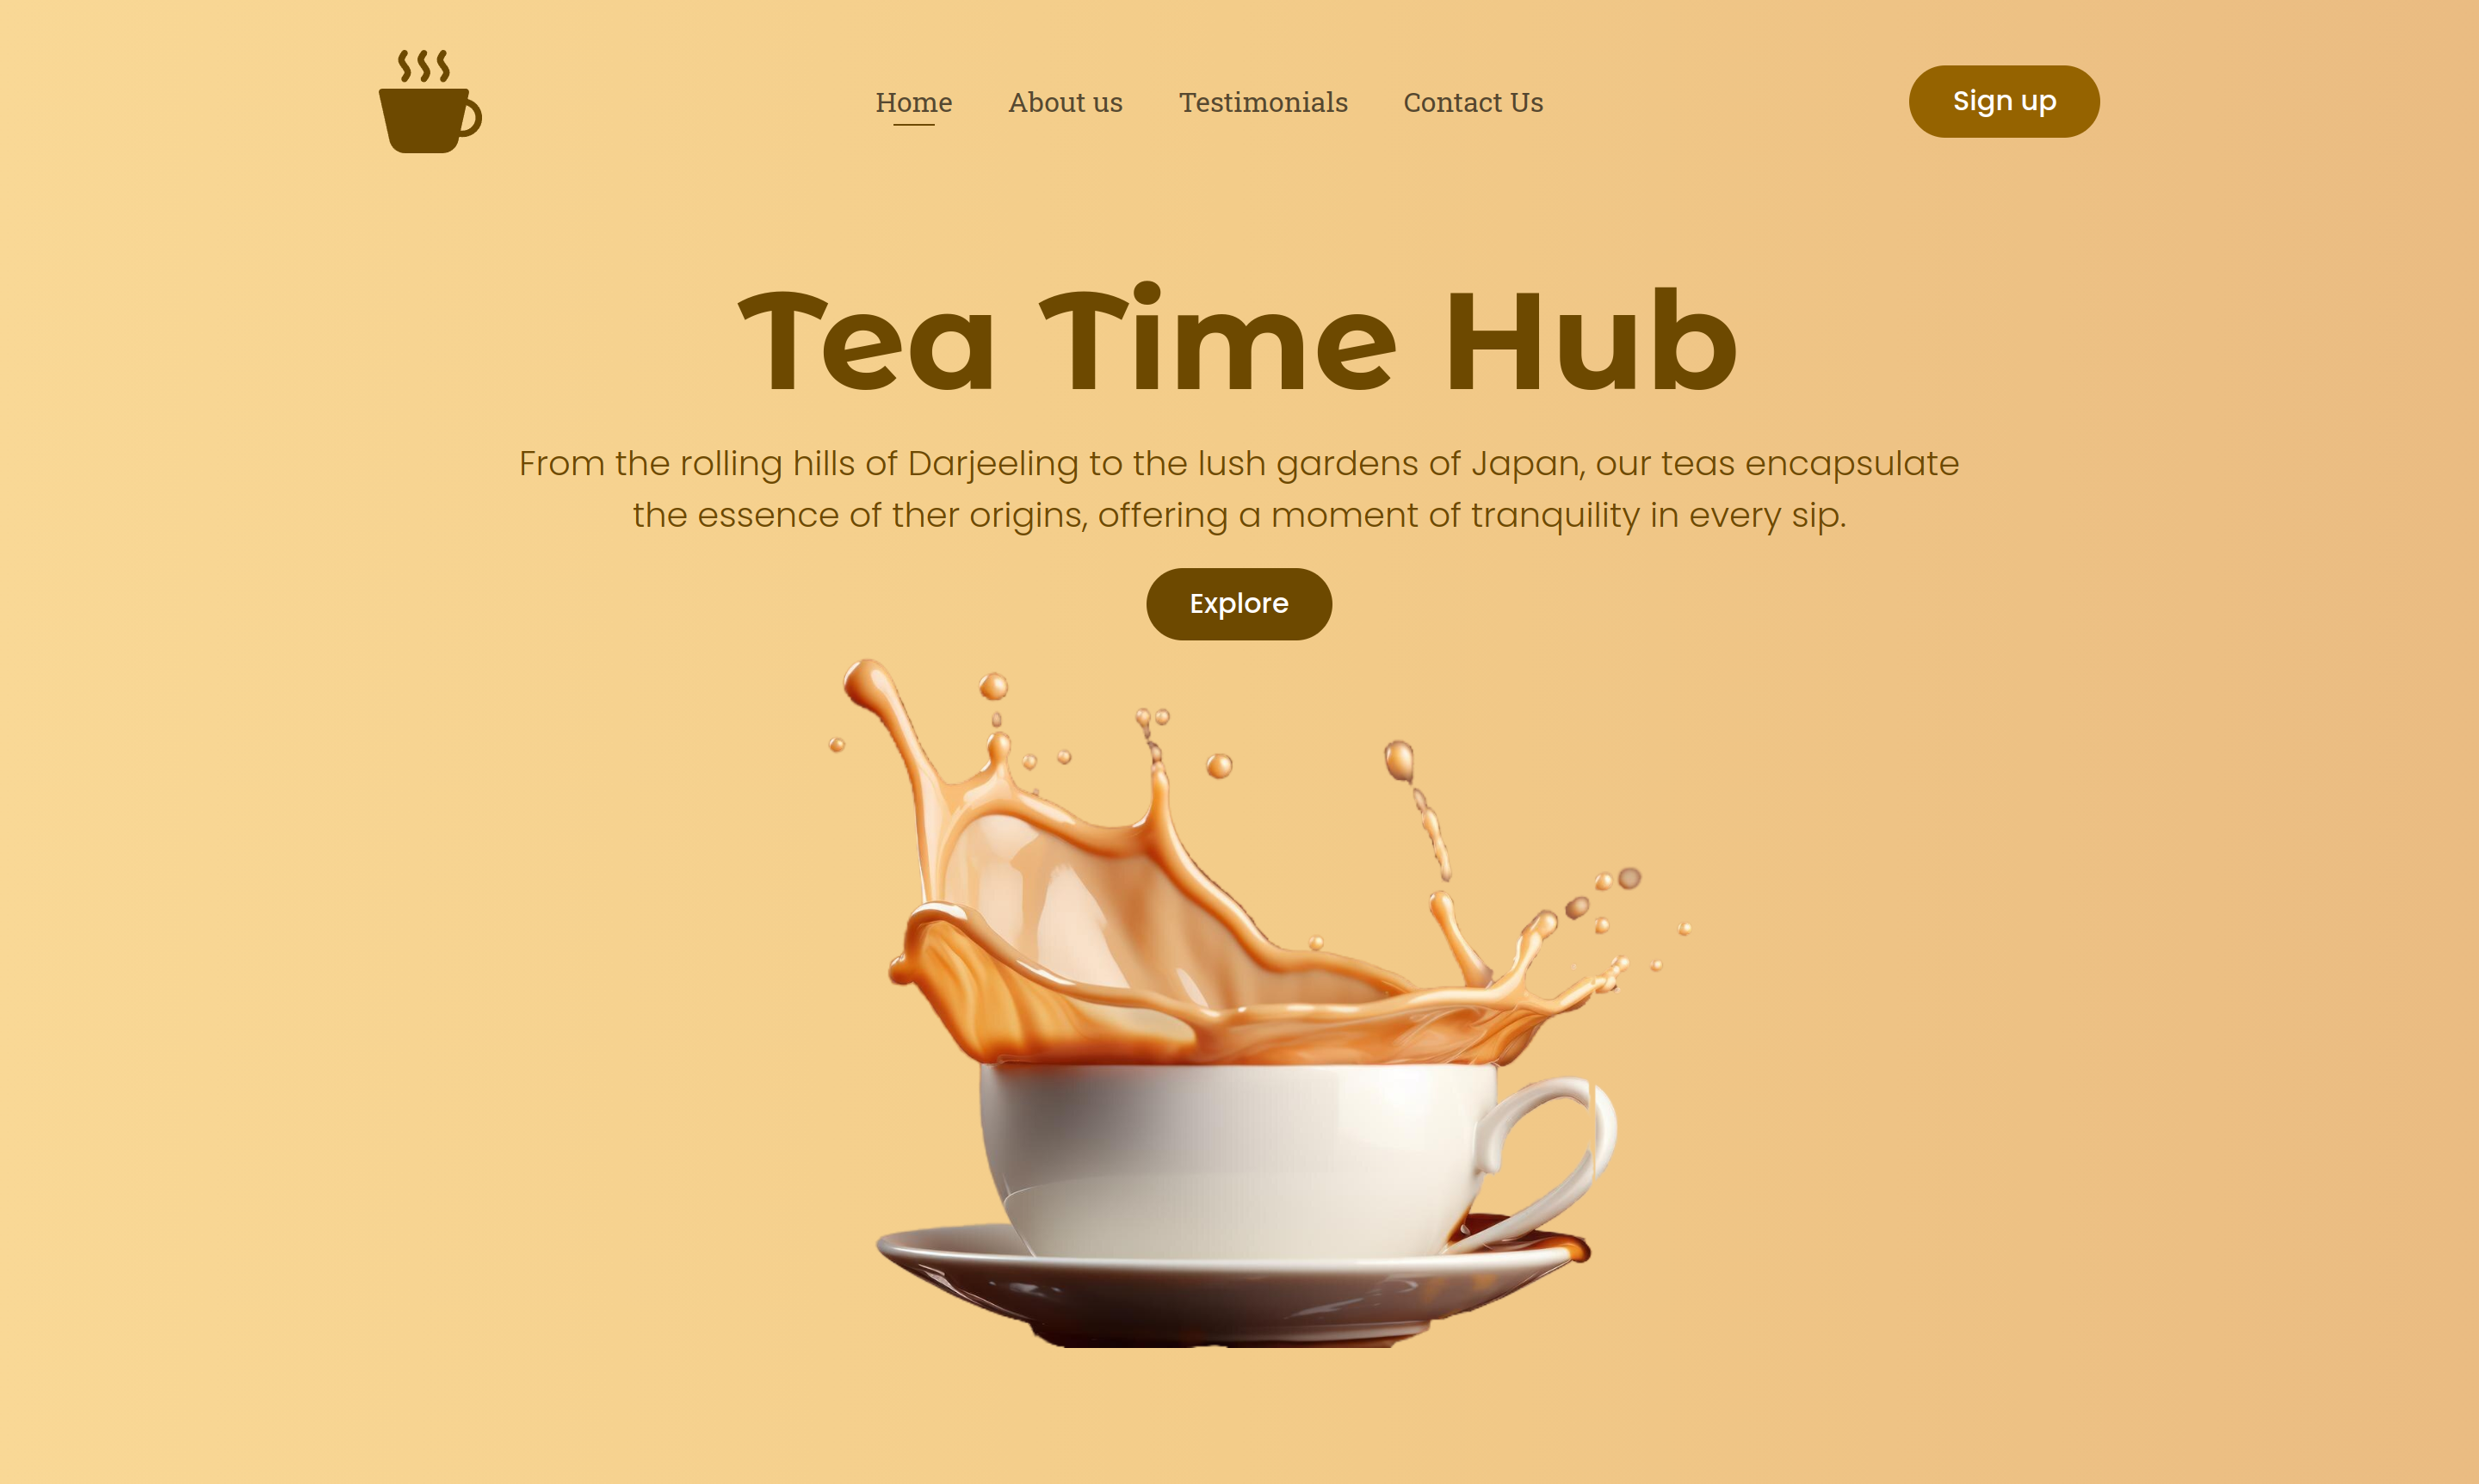 Home
About us
Testimonials
Contact Us
Sign up
Tea Time Hub
From the rolling hills of Darjeeling to the lush gardens of Japan, our teas encapsulate
the essence of ther origins, offering a moment of tranquility in every sip.
Explore